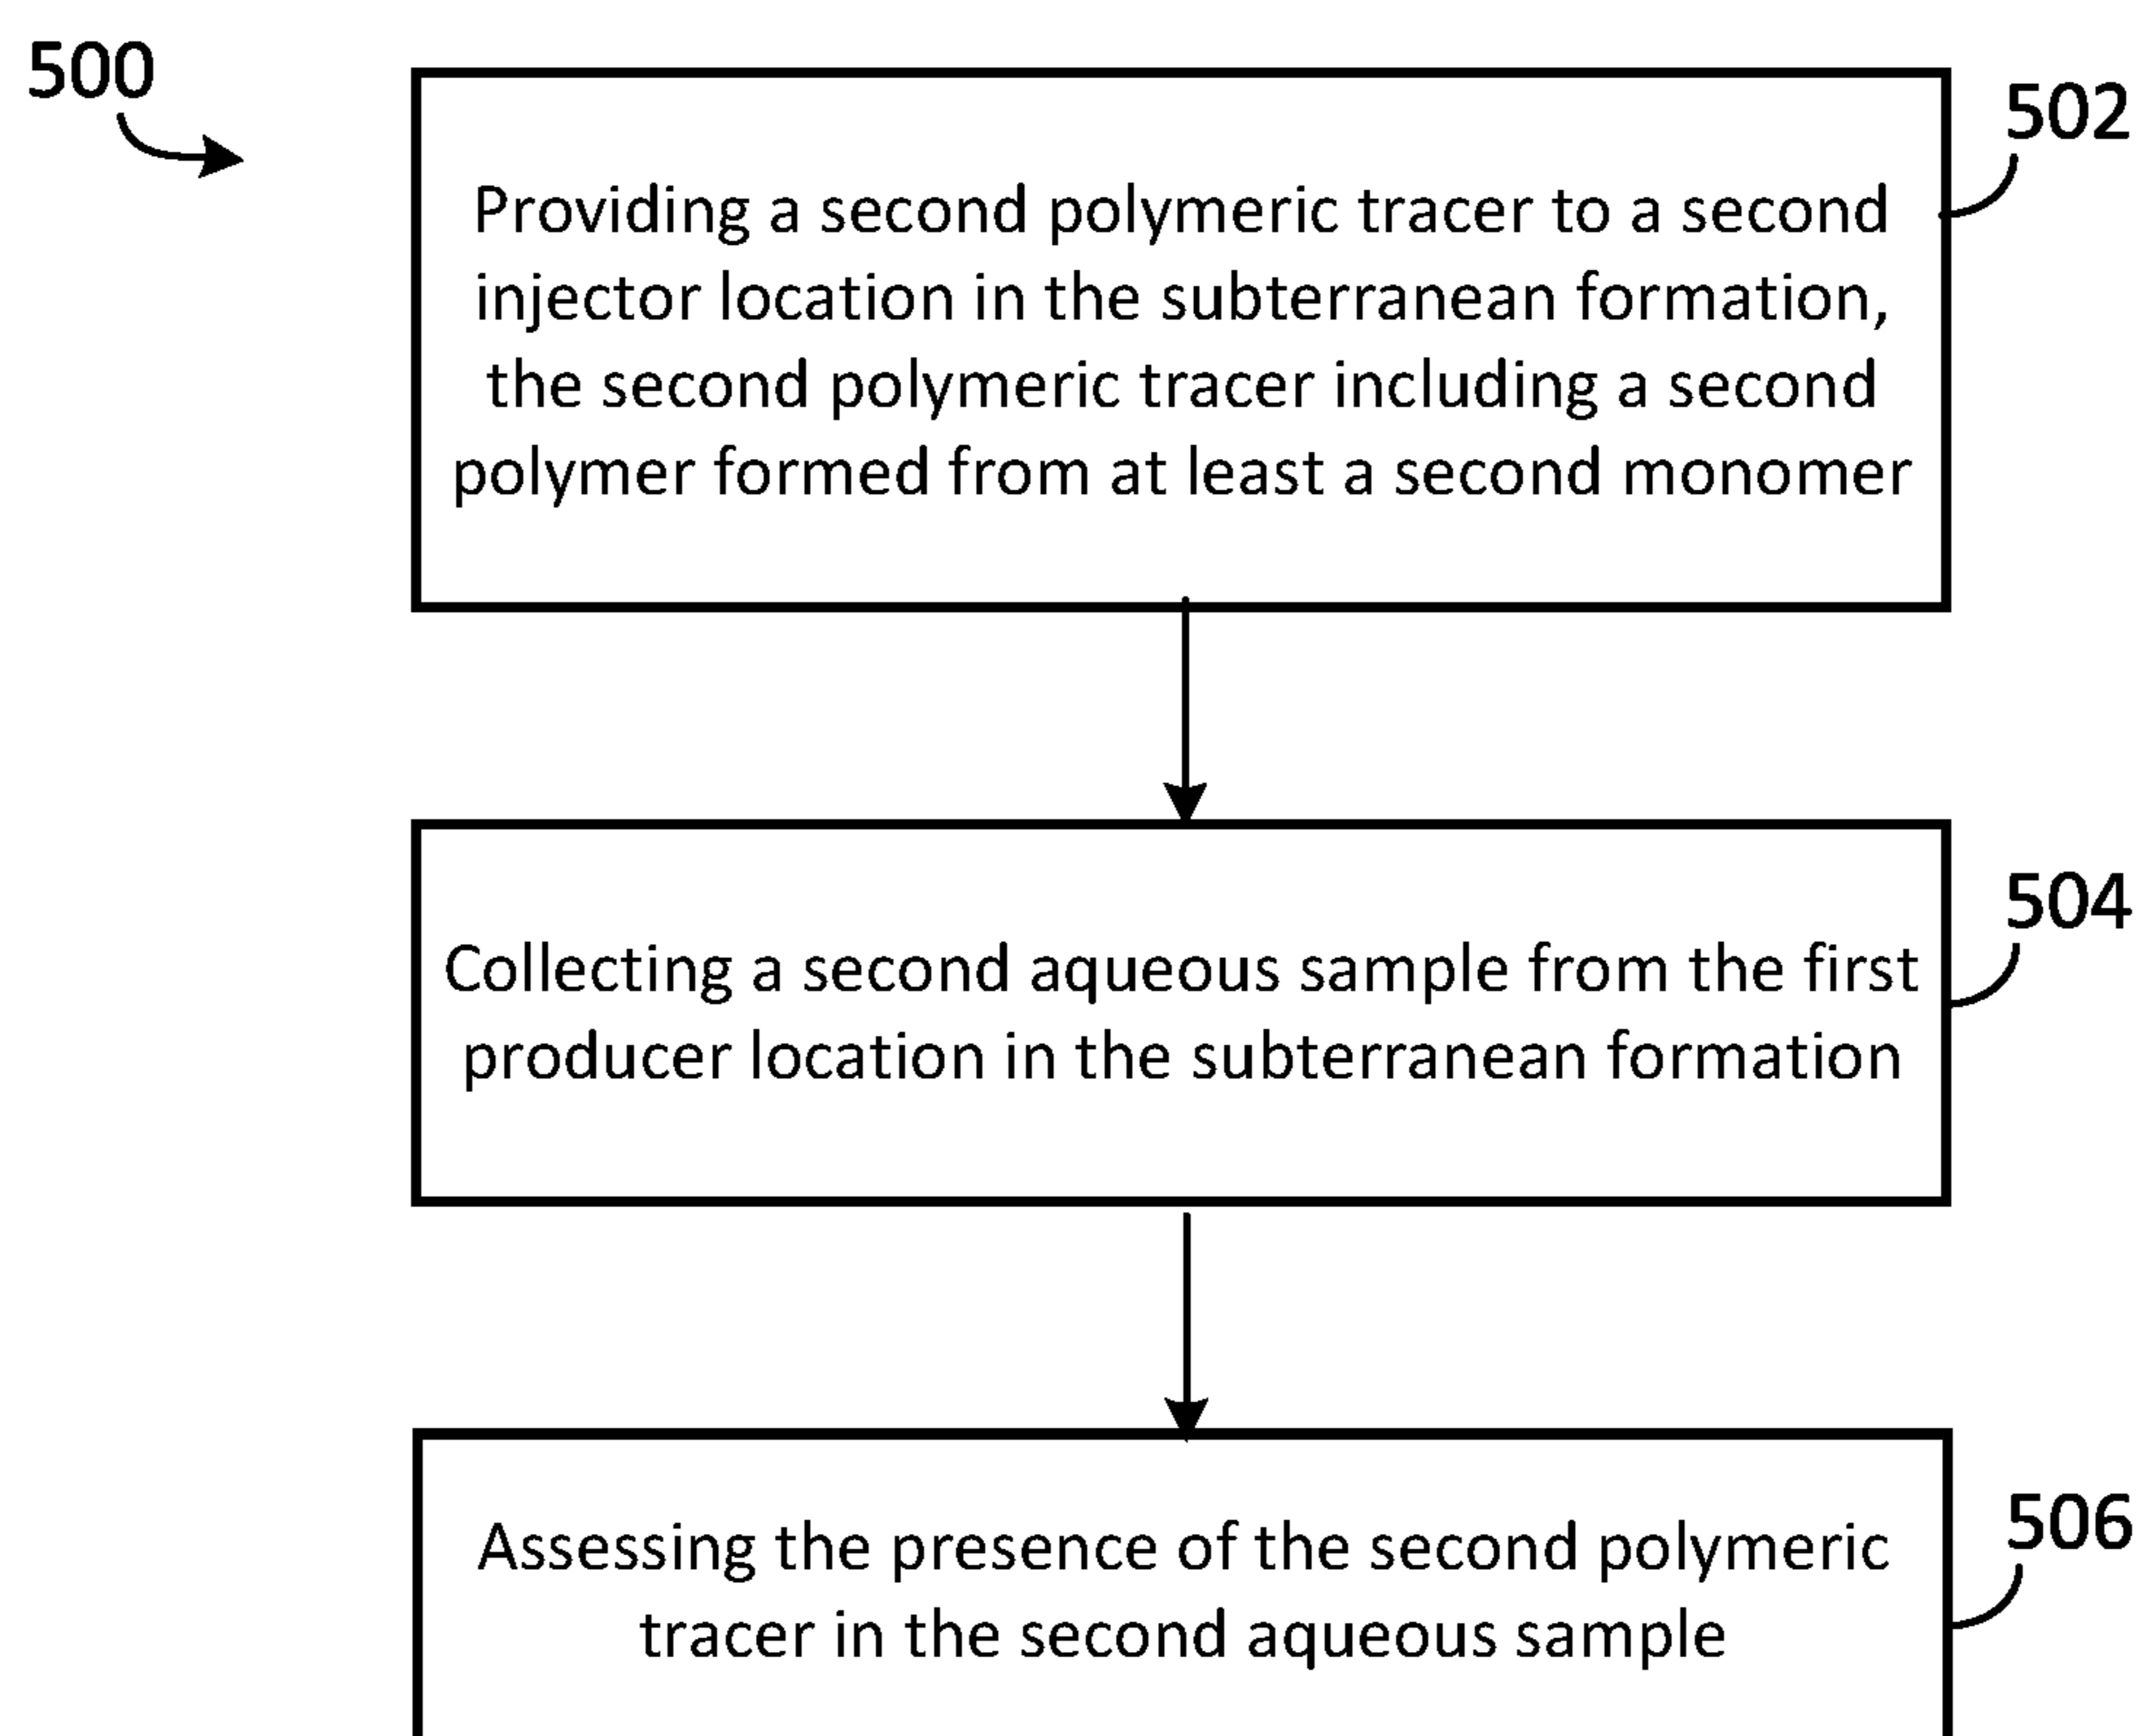 500
502
Providing a second polymeric tracer to a second
injector location in the subterranean formation,
the second polymeric tracer including a second
polymer formed from at least a second monomer
504
Collecting a second aqueous sample from the first
producer location in the subterranean formation
506
Assessing the presence of the second polymeric
tracer in the second aqueous sample